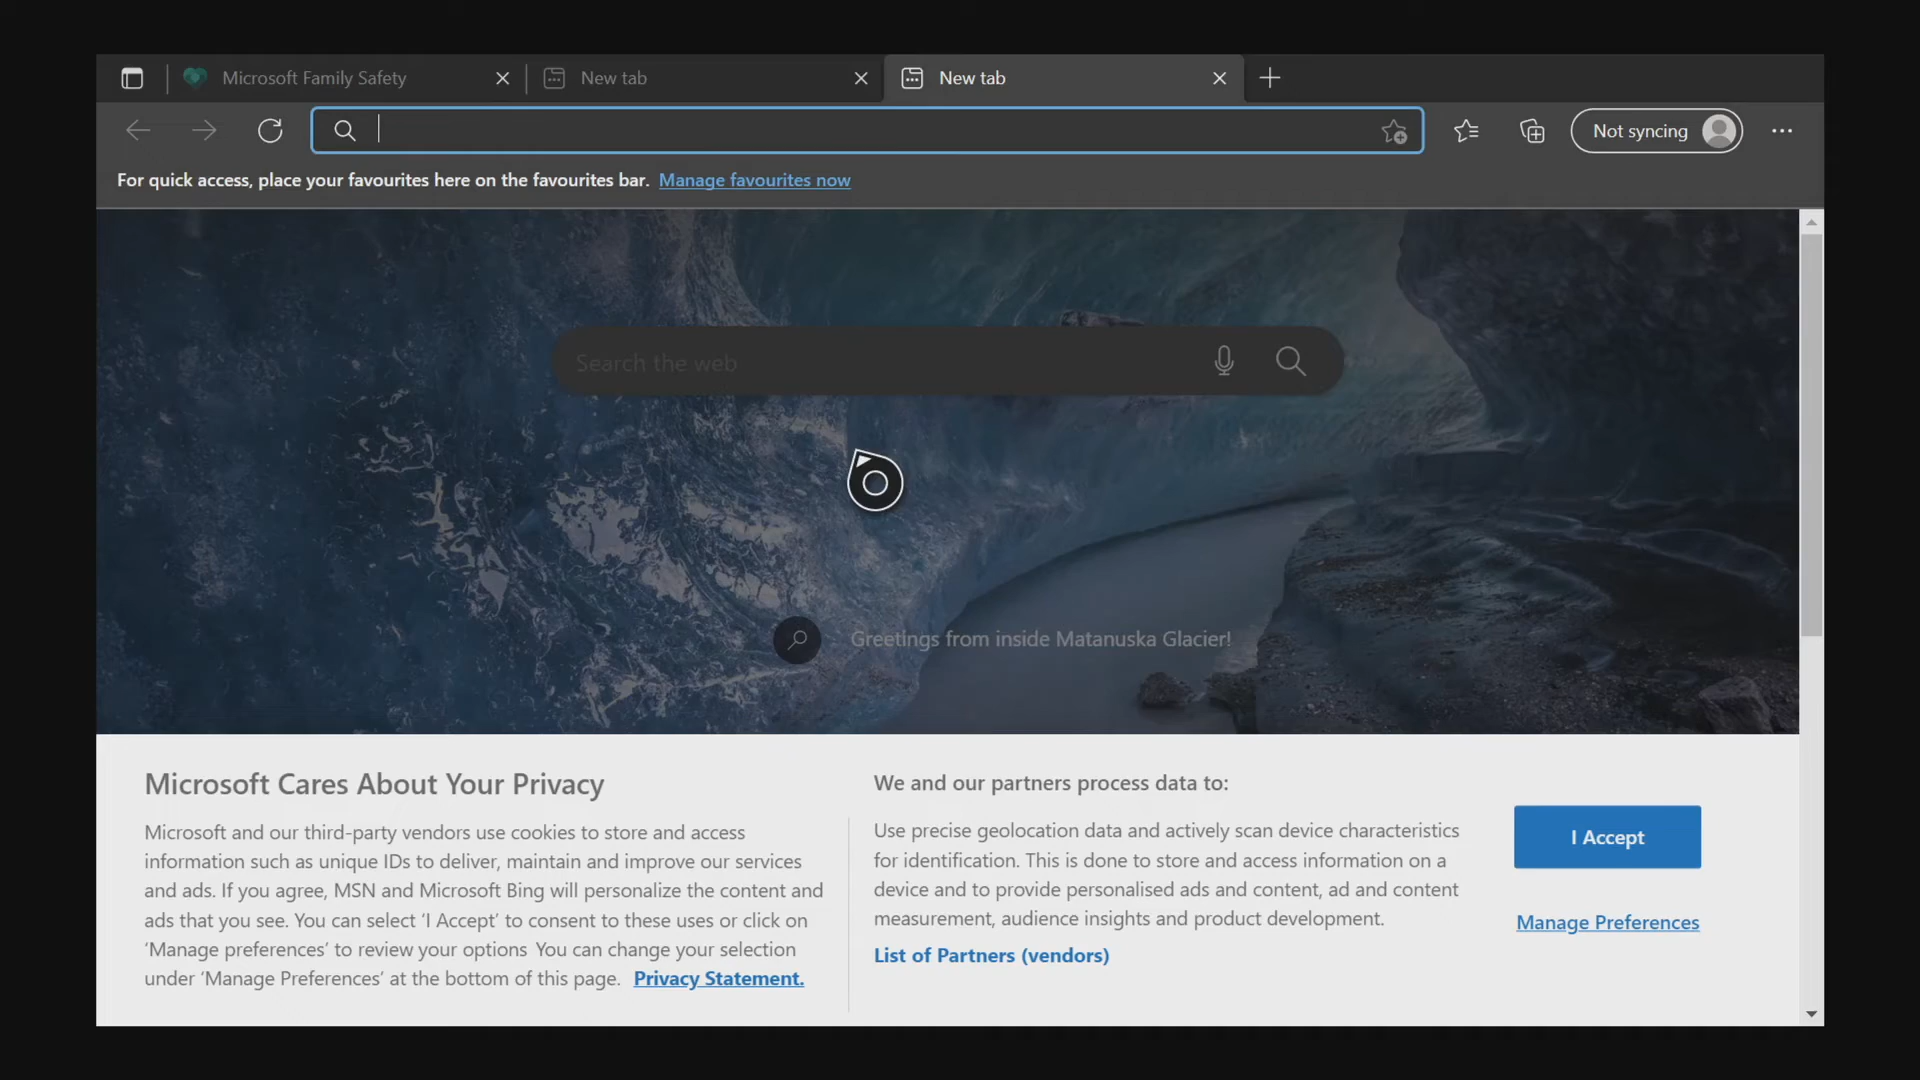 Microsoft Family Safety
New tab
New tab
Not syncing
For quick access, place your favourites here on the favourites bar. Manage favourites now
Search the web
Greetings from inside Matanuska Glacier!
Microsoft Cares About Your Privacy
Microsoft and our third-party vendors use cookies to store and access
information such as unique IDs to deliver, maintain and improve our services
and ads. If you agree, MSN and Microsoft Bing will personalize the content and
ads that you see. You can select ‘I Accept’ to consent to these uses or click on
‘Manage preferences’ to review your options You can change your selection
under ‘Manage Preferences’ at the bottom of this page. Privacy Statement.
We and our partners process data to:
Use precise geolocation data and actively scan device characteristics
for identification. This is done to store and access information on a
device and to provide personalised ads and content, ad and content
measurement, audience insights and product development.
List of Partners (vendors)
I Accept
Manage Preferences